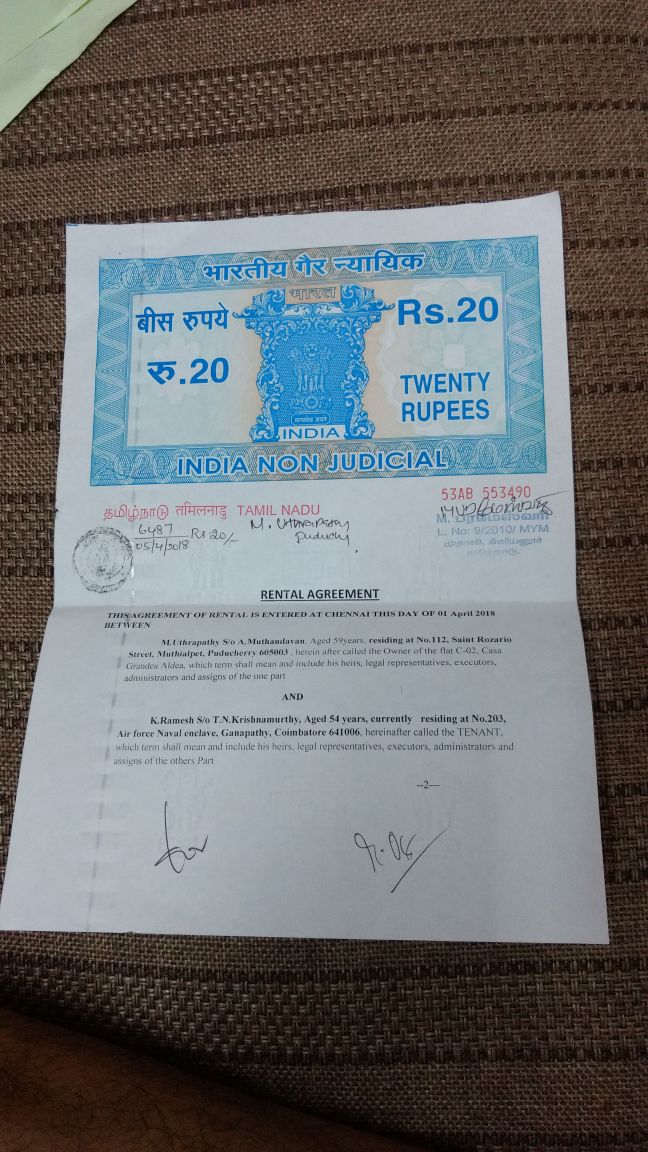 भारतीय गैर न्यायिक
भारत
बीस रुपये
Rs.20
रु.20
TWENTY
RUPEES
सत्यमेव जयते
INDIA
INDIA NON JUDICIAL
தமிழ்நாடு तमिलनाडु TAMIL NADU
53AB 553490
6487
05/4/2018
Rs 20/-
M. Uthrapathy
Puduchy
M. பரமேஸ்வரி
L. No: 9/2010/ MYM
RENTAL AGREEMENT
THIS AGREEMENT OF RENTAL IS ENTERED AT CHENNAI THIS DAY OF 01 April 2018
BETWEEN
M.Uthrapathy S/o A.Muthandavan, Aged 59years, residing at No.112, Saint Rozario
Street, Muthialpet, Puducherry 605003 , herein after called the Owner of the flat C-02, Casa
Grandea Aldea, which term shall mean and include his heirs, legal representatives, executors,
administrators and assigns of the one part
AND
K.Ramesh S/o T.N.Krishnamurthy, Aged 54 years, currently residing at No.203,
Air force Naval enclave, Ganapathy, Coimbatore 641006, hereinafter called the TENANT,
which term shall mean and include his heirs, legal representatives, executors, administrators and
assigns of the others Part
--2—